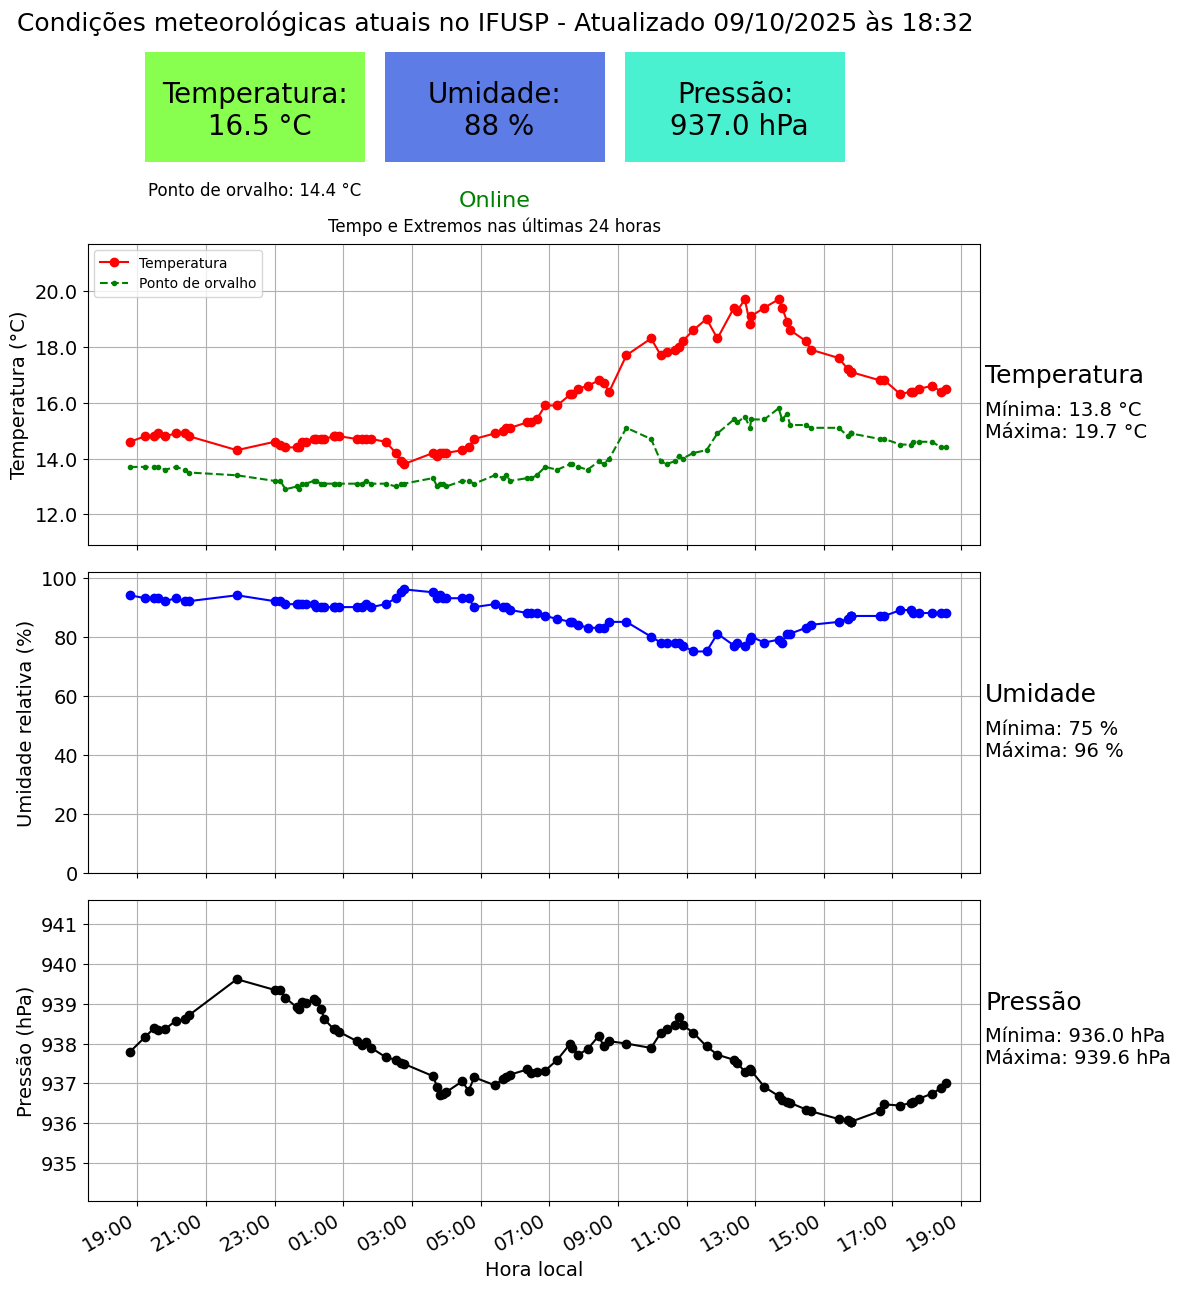 Condições meteorológicas atuais no IFUSP - Atualizado 09/10/2025 às 18:32
Temperatura:
16.5 °C
Umidade:
88 %
Pressão:
937.0 hPa
Ponto de orvalho: 14.4 °C
Online
Tempo e Extremos nas últimas 24 horas
Temperatura
Ponto de orvalho
Temperatura (°C)
20.0
18.0
16.0
14.0
12.0
Temperatura
Mínima: 13.8 °C
Máxima: 19.7 °C
Umidade relativa (%)
100
80
60
40
20
0
Umidade
Mínima: 75 %
Máxima: 96 %
Pressão (hPa)
941
940
939
938
937
936
935
Pressão
Mínima: 936.0 hPa
Máxima: 939.6 hPa
19:00
21:00
23:00
01:00
03:00
05:00
07:00
09:00
11:00
13:00
15:00
17:00
19:00
Hora local